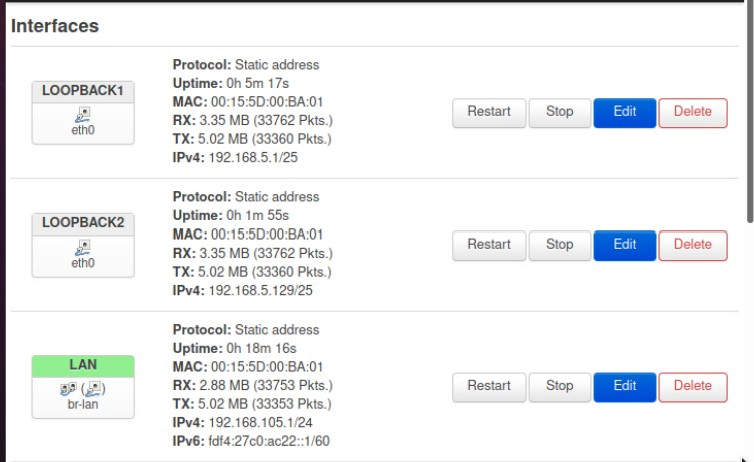 Interfaces
LOOPBACK1
eth0
Protocol: Static address
Uptime: 0h 5m 17s
MAC: 00:15:5D:00:BA:01
RX: 3.35 MB (33762 Pkts.)
TX: 5.02 MB (33360 Pkts.)
IPv4: 192.168.5.1/25
Restart Stop Edit Delete
LOOPBACK2
eth0
Protocol: Static address
Uptime: 0h 1m 55s
MAC: 00:15:5D:00:BA:01
RX: 3.35 MB (33762 Pkts.)
TX: 5.02 MB (33360 Pkts.)
IPv4: 192.168.5.129/25
Restart Stop Edit Delete
LAN
( )
br-lan
Protocol: Static address
Uptime: 0h 18m 16s
MAC: 00:15:5D:00:BA:01
RX: 2.88 MB (33753 Pkts.)
TX: 5.02 MB (33353 Pkts.)
IPv4: 192.168.105.1/24
IPv6: fdf4:27c0:ac22::1/60
Restart Stop Edit Delete